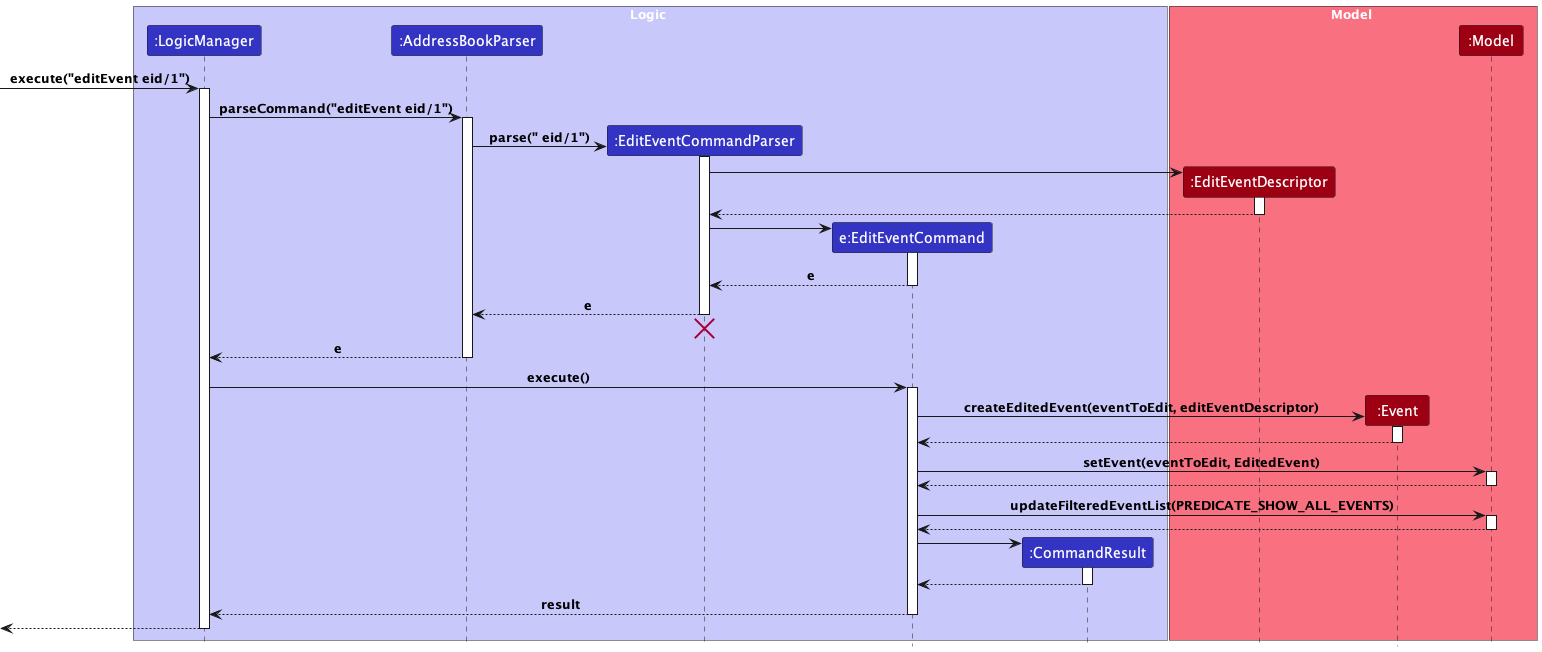 Logic
Model
:LogicManager
:AddressBookParser
:Model
execute("editEvent eid/1")
parseCommand("editEvent eid/1")
parse(" eid/1")
:EditEventCommandParser
:EditEventDescriptor
e:EditEventCommand
e
e
e
execute()
createEditedEvent(eventToEdit, editEventDescriptor)
:Event
setEvent(eventToEdit, EditedEvent)
updateFilteredEventList(PREDICATE_SHOW_ALL_EVENTS)
:CommandResult
result